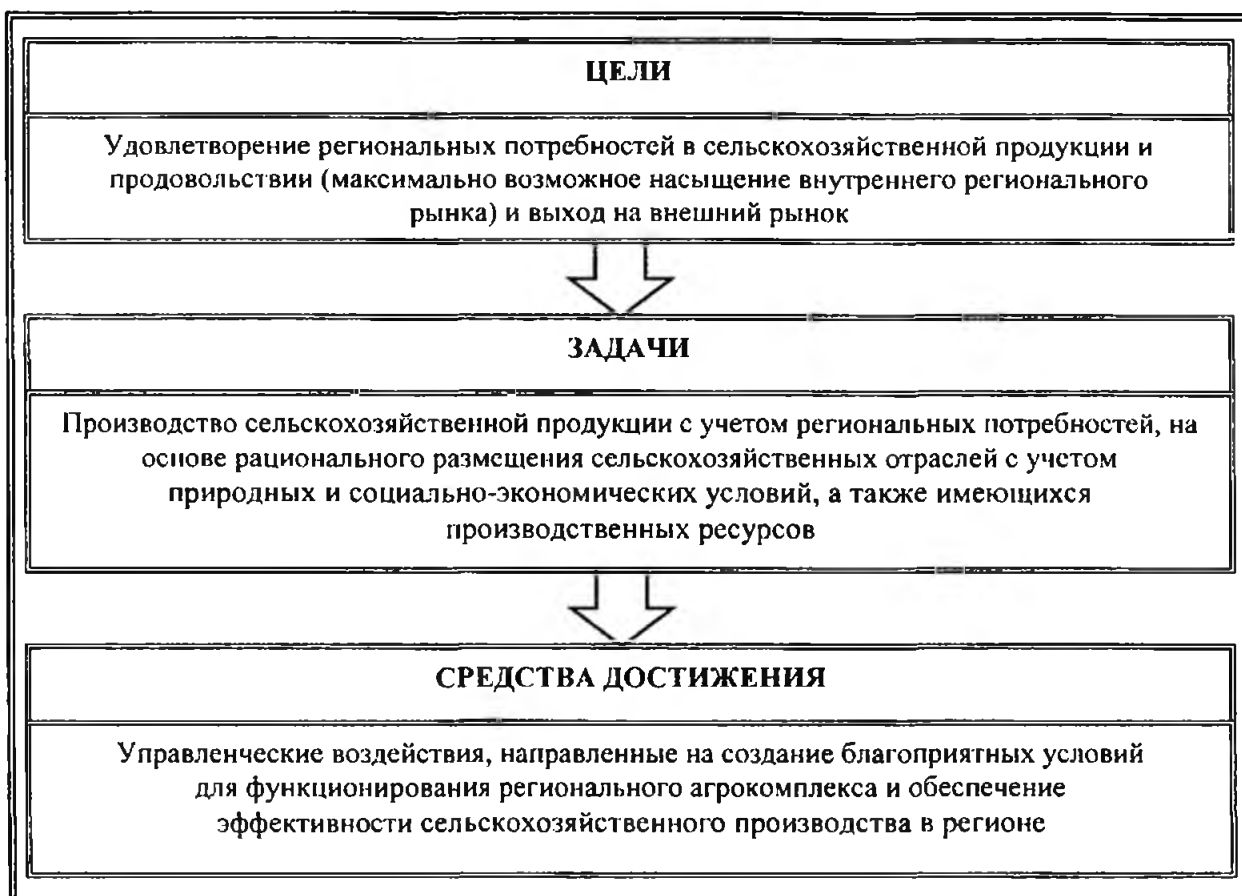 ЦЕЛИ
Удовлетворение региональных потребностей в сельскохозяйственной продукции и
продовольствии (максимально возможное насыщение внутреннего регионального
рынка) и выход на внешний рынок
ЗАДАЧИ
Производство сельскохозяйственной продукции с учетом региональных потребностей, на
основе рационального размещения сельскохозяйственных отраслей с учетом
природных и социально-экономических условий, а также имеющихся
производственных ресурсов
СРЕДСТВА ДОСТИЖЕНИЯ
Управленческие воздействия, направленные на создание благоприятных условий
для функционирования регионального агрокомплекса и обеспечение
эффективности сельскохозяйственного производства в регионе